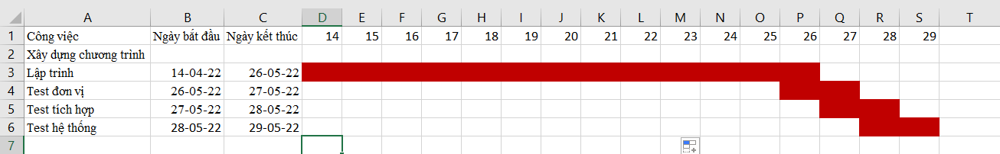 A B C D E F G H I J K L M N O P Q R S T
1 Công việc Ngày bắt đầu Ngày kết thúc 14 15 16 17 18 19 20 21 22 23 24 25 26 27 28 29
2 Xây dựng chương trình
3 Lập trình 14-04-22 26-05-22
4 Test đơn vị 26-05-22 27-05-22
5 Test tích hợp 27-05-22 28-05-22
6 Test hệ thống 28-05-22 29-05-22
7